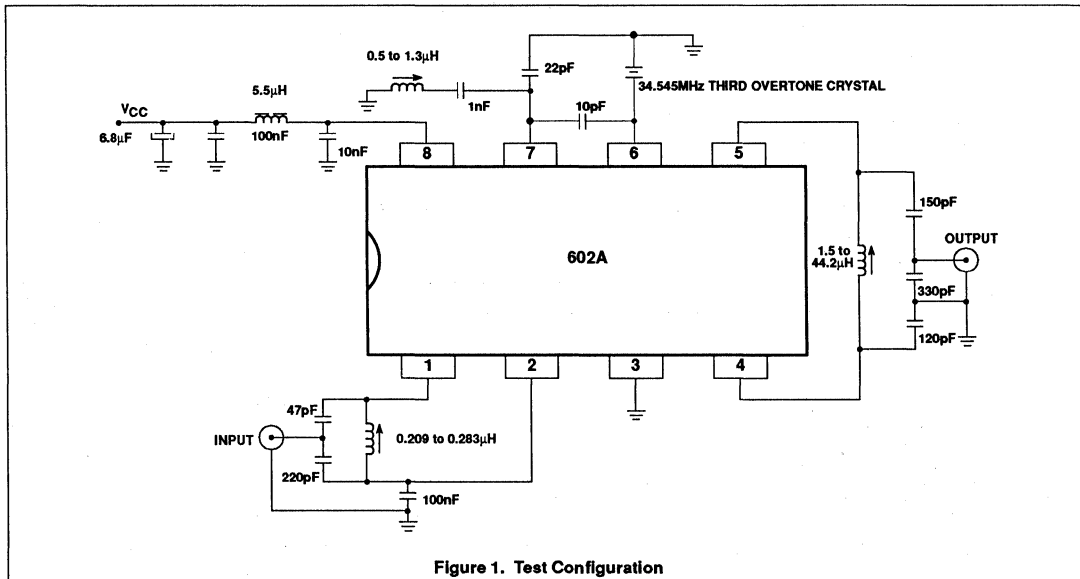 0.5 to 1.3µH
22pF
34.545MHz THIRD OVERTONE CRYSTAL
5.5µH
1nF
10pF
VCC
6.8µF
100nF
10nF
8
7
6
5
150pF
602A
1.5 to
44.2µH
OUTPUT
330pF
120pF
1
2
3
4
47pF
INPUT
0.209 to 0.283µH
220pF
100nF
Figure 1. Test Configuration